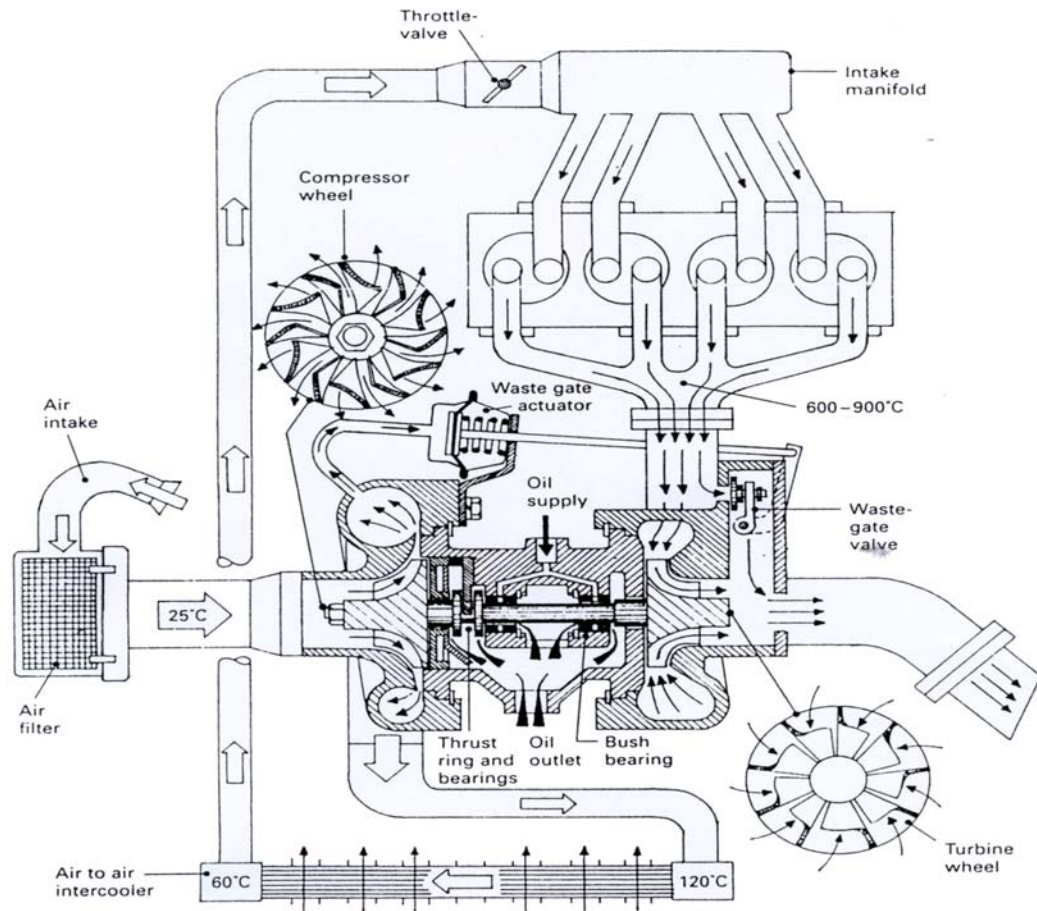 Throttle-
valve
Intake
manifold
Compressor
wheel
Waste gate
actuator
600–900°C
Air
intake
Oil
supply
Waste-
gate
valve
25°C
Air
filter
Thrust
ring and
bearings
Oil
outlet
Bush
bearing
Turbine
wheel
Air to air
intercooler
60°C
120°C